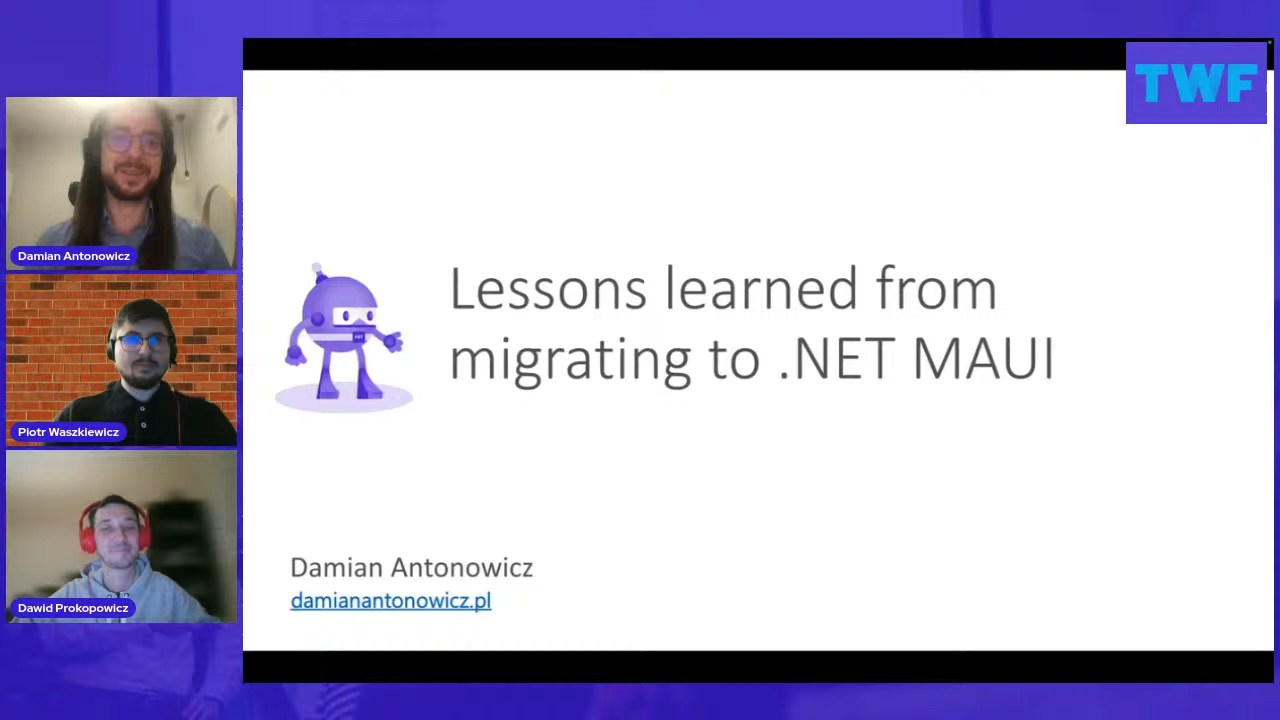 TWF
Damian Antonowicz
Piotr Waszkiewicz
Dawid Prokopowicz
Lessons learned from
migrating to .NET MAUI
Damian Antonowicz
damianantonowicz.pl